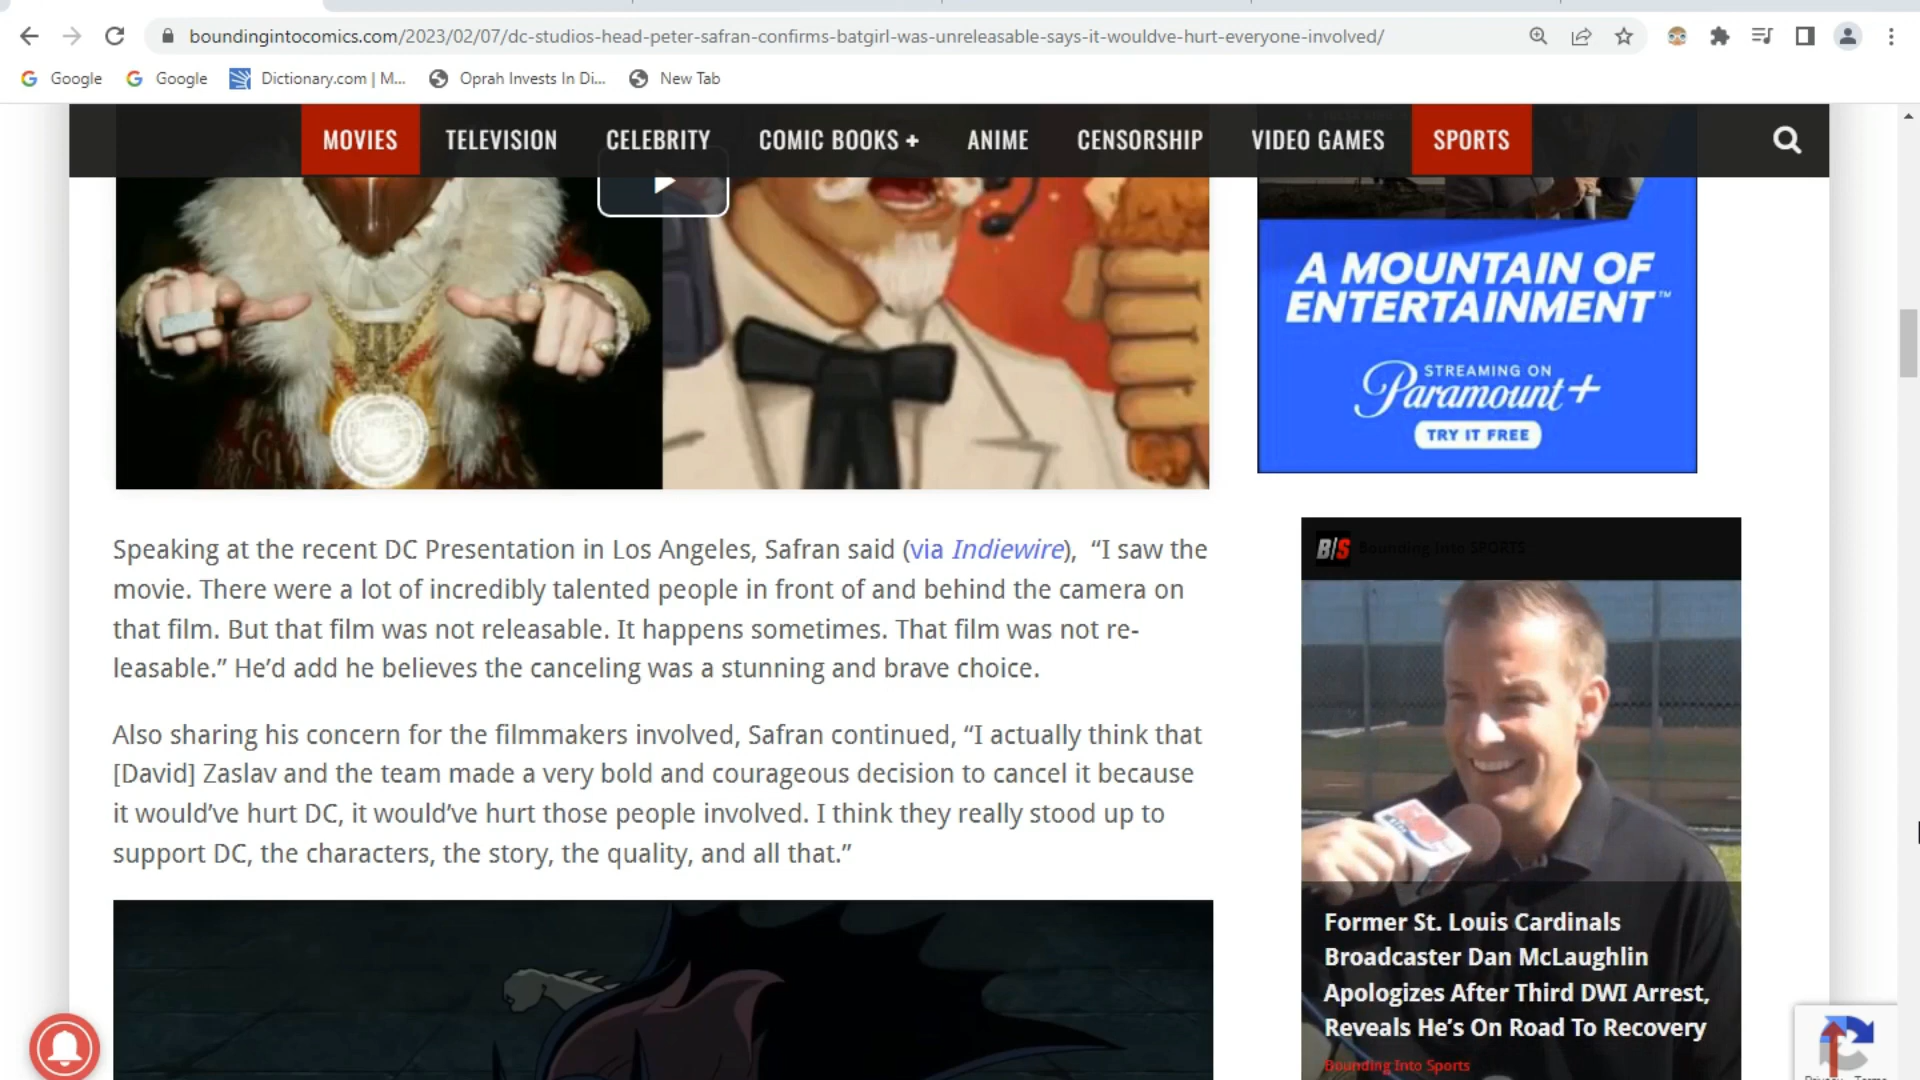 boundingintocomics.com/2023/02/07/dc-studios-head-peter-safran-confirms-batgirl-was-unreleasable-says-it-wouldve-hurt-everyone-involved/
Google
Google
Dictionary.com | M...
Oprah Invests In Di...
New Tab
MOVIES
TELEVISION
CELEBRITY
COMIC BOOKS +
ANIME
CENSORSHIP
VIDEO GAMES
SPORTS
A MOUNTAIN OF
ENTERTAINMENT™
STREAMING ON
Paramount+
TRY IT FREE
Speaking at the recent DC Presentation in Los Angeles, Safran said (via Indiewire), “I saw the
movie. There were a lot of incredibly talented people in front of and behind the camera on
that film. But that film was not releasable. It happens sometimes. That film was not re-
leasable.” He’d add he believes the canceling was a stunning and brave choice.
Also sharing his concern for the filmmakers involved, Safran continued, “I actually think that
[David] Zaslav and the team made a very bold and courageous decision to cancel it because
it would’ve hurt DC, it would’ve hurt those people involved. I think they really stood up to
support DC, the characters, the story, the quality, and all that.”
B|S Bounding Into SPORTS
Former St. Louis Cardinals
Broadcaster Dan McLaughlin
Apologizes After Third DWI Arrest,
Reveals He’s On Road To Recovery
Bounding Into Sports